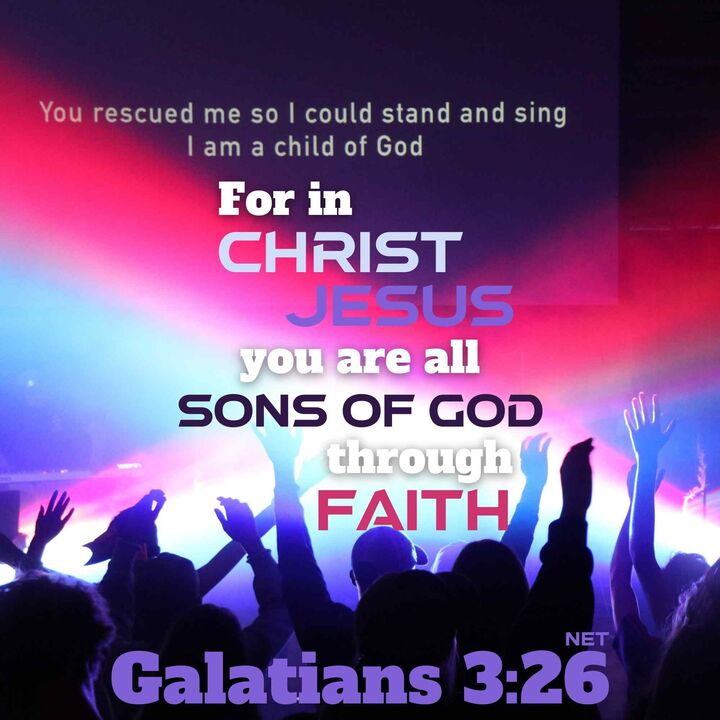 You rescued me so I could stand and sing
I am a child of God
For in
CHRIST
JESUS
you are all
SONS OF GOD
through
FAITH
NET
Galatians 3:26